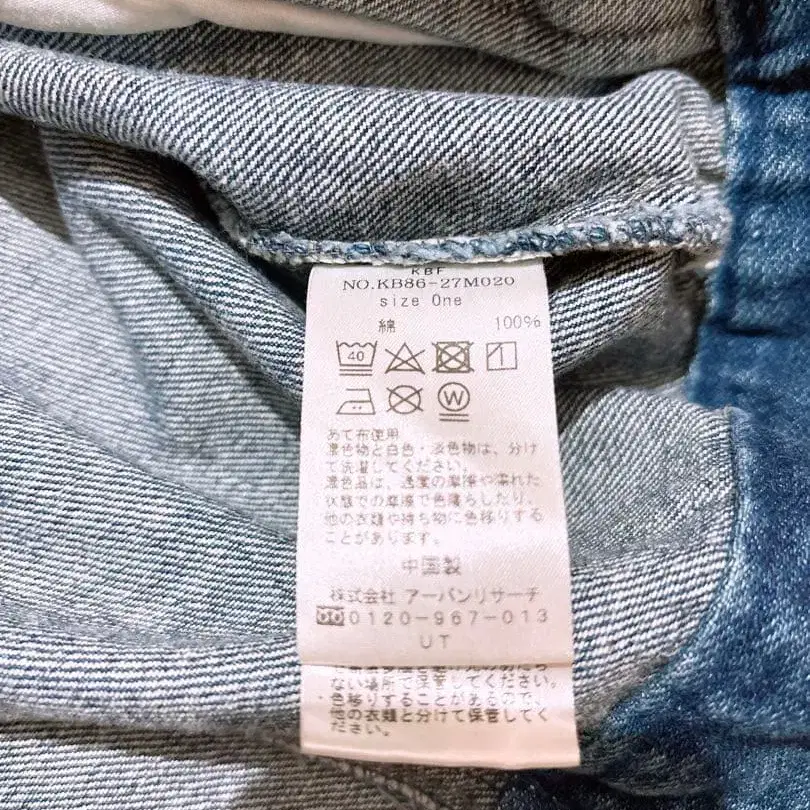 KBF
NO.KB86-27M020
size One
綿 100%
40
W
あて布使用
濃色物と白色・淡色物は、分け
て洗濯してください。
濃色品は、通常の摩擦や濡れた
状態での摩擦で色落ちしたり、
他の衣類や持ち物に色移りする
ことがあります。
中国製
株式会社 アーバンリサーチ
0120-967-013
UT
ない場所で保管してください。
・色移りすることがあるので、
他の衣類と分けて保管してく
ださい。